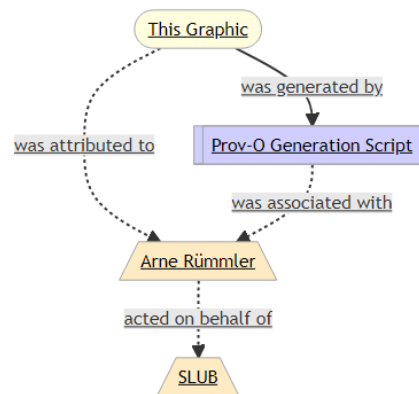 This Graphic
was generated by
was attributed to
Prov-O Generation Script
was associated with
Arne Rümmler
acted on behalf of
SLUB